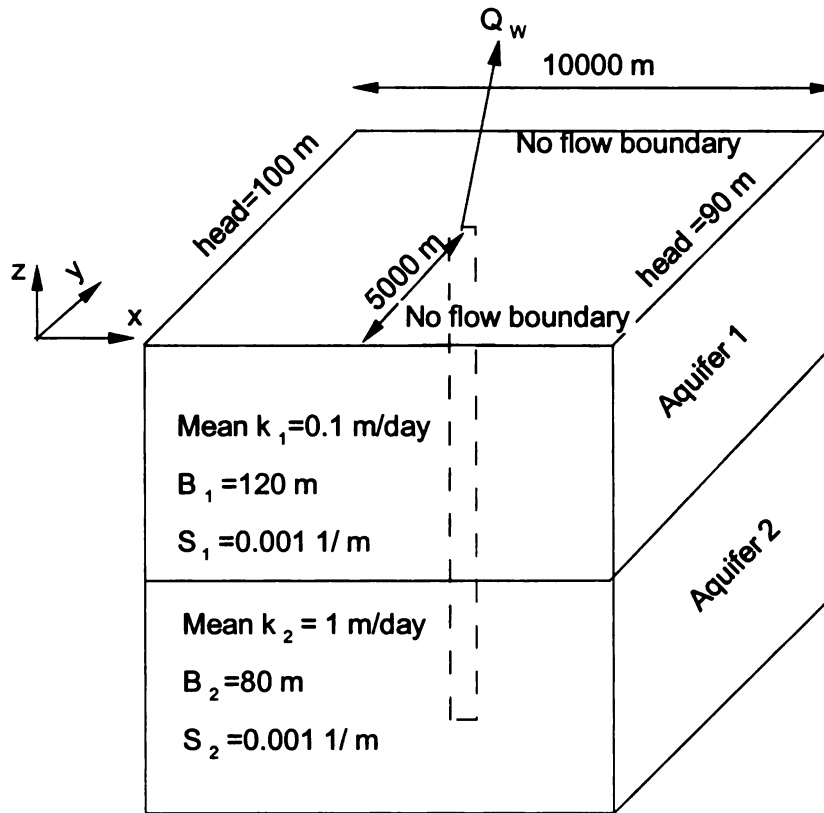 Q w
10000 m
No flow boundary
head=100 m
head =90 m
5000 m
z
y
x
No flow boundary
Aquifer 1
Mean k 1=0.1 m/day
B 1 =120 m
S 1 =0.001 1/ m
Aquifer 2
Mean k 2 = 1 m/day
B 2 =80 m
S 2 =0.001 1/ m